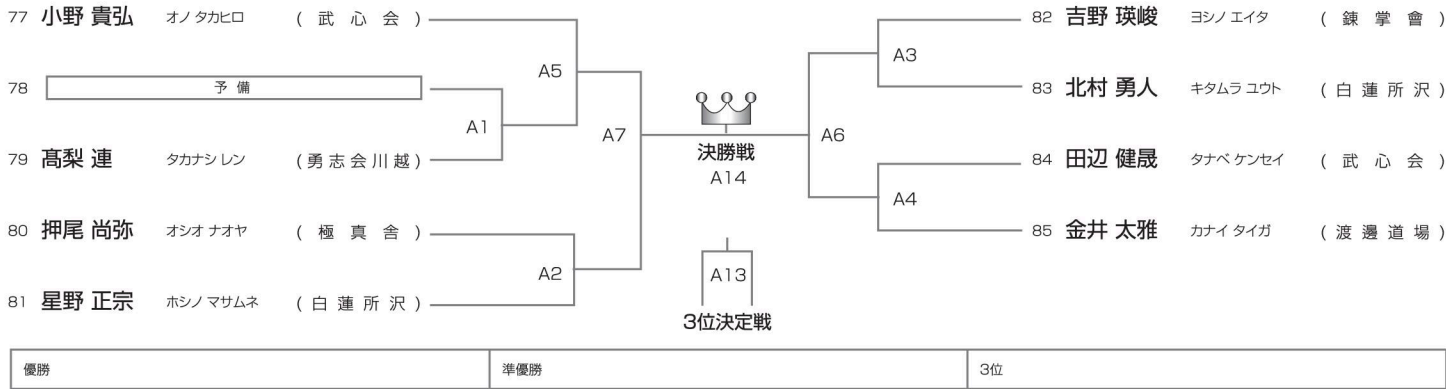 77 小野 貴弘 オノ タカヒロ (武心会)
78 予備
79 髙梨 連 タカナシ レン (勇志会川越)
80 押尾 尚弥 オシオ ナオヤ (極真舎)
81 星野 正宗 ホシノ マサムネ (白蓮所沢)
A5
A1
A7
A2
決勝戦
A14
A13
3位決定戦
A3
A6
A4
82 吉野 瑛峻 ヨシノ エイタ (錬掌會)
83 北村 勇人 キタムラ ユウト (白蓮所沢)
84 田辺 健晟 タナベ ケンセイ (武心会)
85 金井 太雅 カナイ タイガ (渡邊道場)
優勝
準優勝
3位